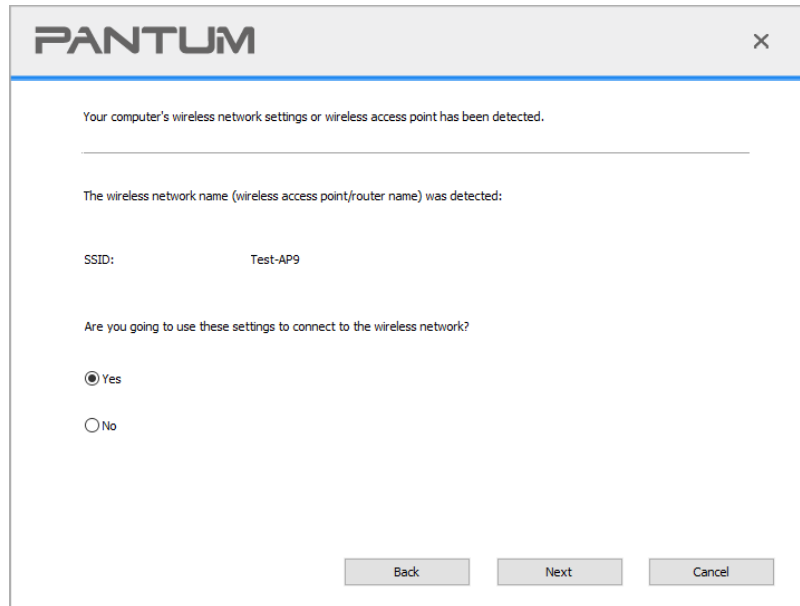 PANTUM
Your computer's wireless network settings or wireless access point has been detected.
The wireless network name (wireless access point/router name) was detected:
SSID: Test-AP9
Are you going to use these settings to connect to the wireless network?
Yes
No
Back Next Cancel